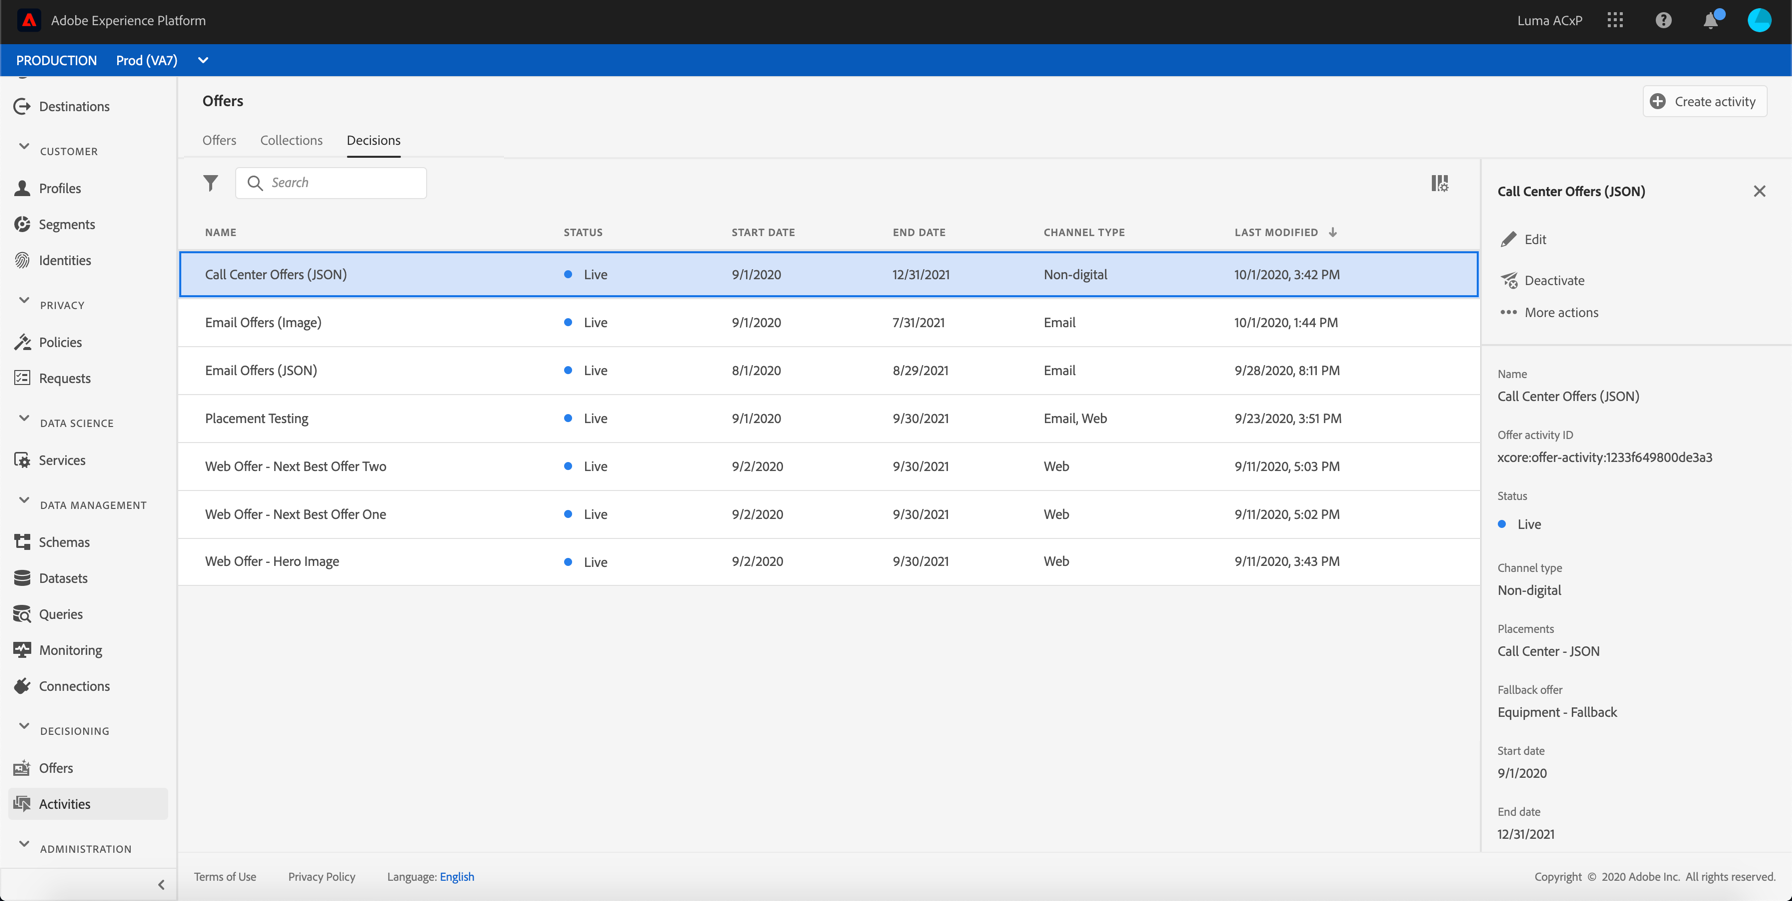 Adobe Experience Platform
Luma ACxP
PRODUCTION Prod (VA7)
Destinations
CUSTOMER
Profiles
Segments
Identities
PRIVACY
Policies
Requests
DATA SCIENCE
Services
DATA MANAGEMENT
Schemas
Datasets
Queries
Monitoring
Connections
DECISIONING
Offers
Activities
ADMINISTRATION
Offers
Create activity
Offers Collections Decisions
Search
NAME STATUS START DATE END DATE CHANNEL TYPE LAST MODIFIED
Call Center Offers (JSON) Live 9/1/2020 12/31/2021 Non-digital 10/1/2020, 3:42 PM
Email Offers (Image) Live 9/1/2020 7/31/2021 Email 10/1/2020, 1:44 PM
Email Offers (JSON) Live 8/1/2020 8/29/2021 Email 9/28/2020, 8:11 PM
Placement Testing Live 9/1/2020 9/30/2021 Email, Web 9/23/2020, 3:51 PM
Web Offer - Next Best Offer Two Live 9/2/2020 9/30/2021 Web 9/11/2020, 5:03 PM
Web Offer - Next Best Offer One Live 9/2/2020 9/30/2021 Web 9/11/2020, 5:02 PM
Web Offer - Hero Image Live 9/2/2020 9/30/2021 Web 9/11/2020, 3:43 PM
Call Center Offers (JSON)
Edit
Deactivate
More actions
Name
Call Center Offers (JSON)
Offer activity ID
xcore:offer-activity:1233f649800de3a3
Status
Live
Channel type
Non-digital
Placements
Call Center - JSON
Fallback offer
Equipment - Fallback
Start date
9/1/2020
End date
12/31/2021
Terms of Use Privacy Policy Language: English
Copyright © 2020 Adobe Inc. All rights reserved.